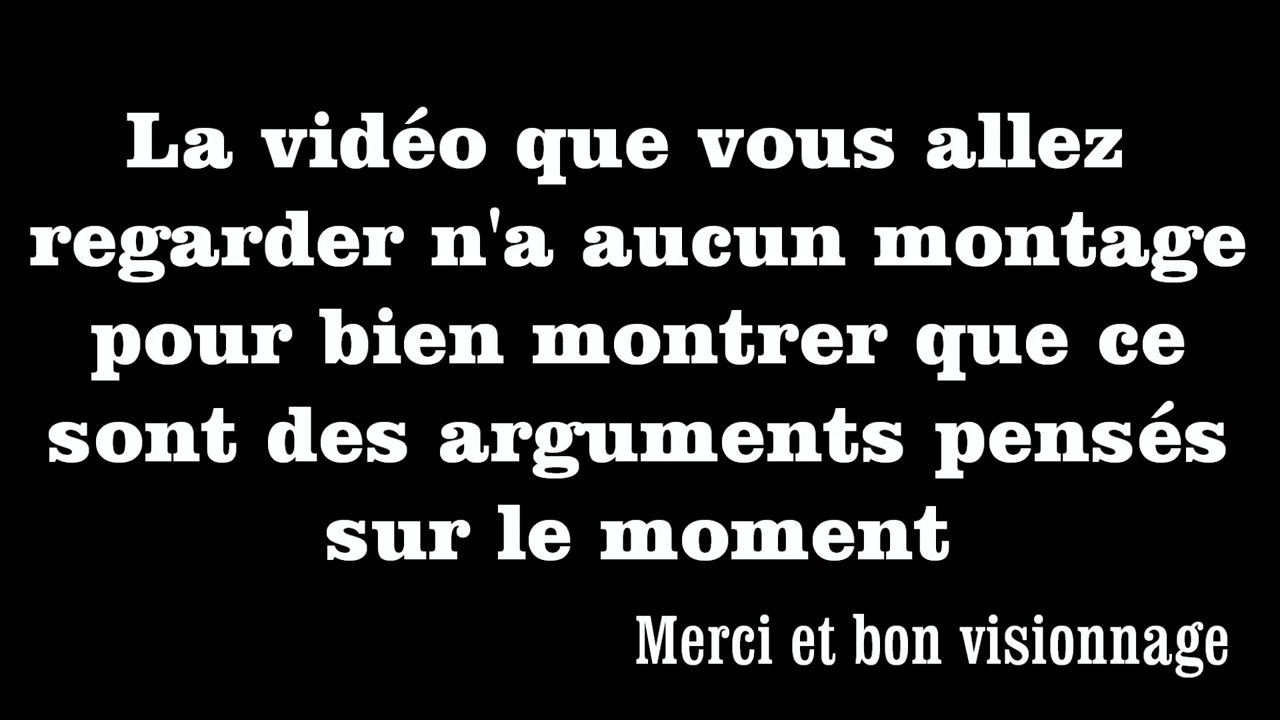 La vidéo que vous allez
regarder n'a aucun montage
pour bien montrer que ce
sont des arguments pensés
sur le moment
Merci et bon visionnage